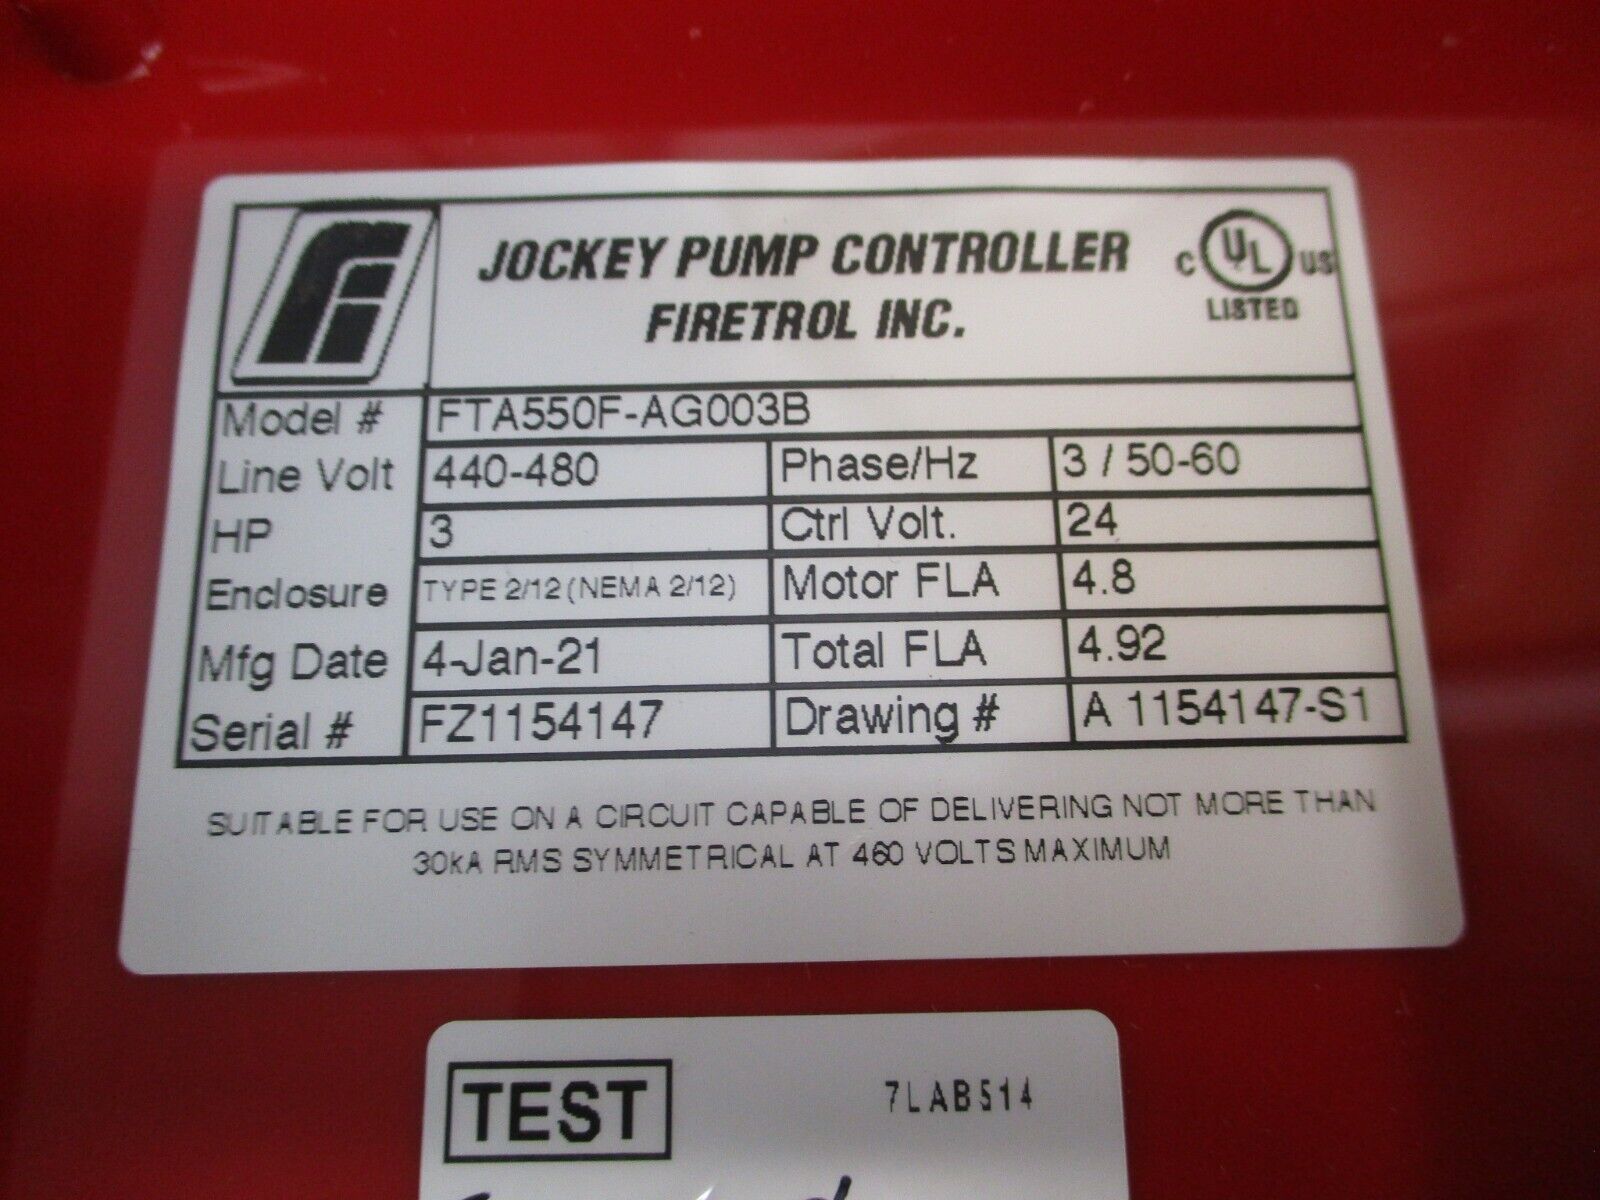 JOCKEY PUMP CONTROLLER
FIRETROL INC.
C UL US
LISTED
Model # FTA550F-AG003B
Line Volt 440-480 Phase/Hz 3 / 50-60
HP 3 Ctrl Volt. 24
Enclosure TYPE 2/12 (NEMA 2/12) Motor FLA 4.8
Mfg Date 4-Jan-21 Total FLA 4.92
Serial # FZ1154147 Drawing # A 1154147-S1
SUITABLE FOR USE ON A CIRCUIT CAPABLE OF DELIVERING NOT MORE THAN
30kA RMS SYMMETRICAL AT 460 VOLTS MAXIMUM
TEST 7LAB514